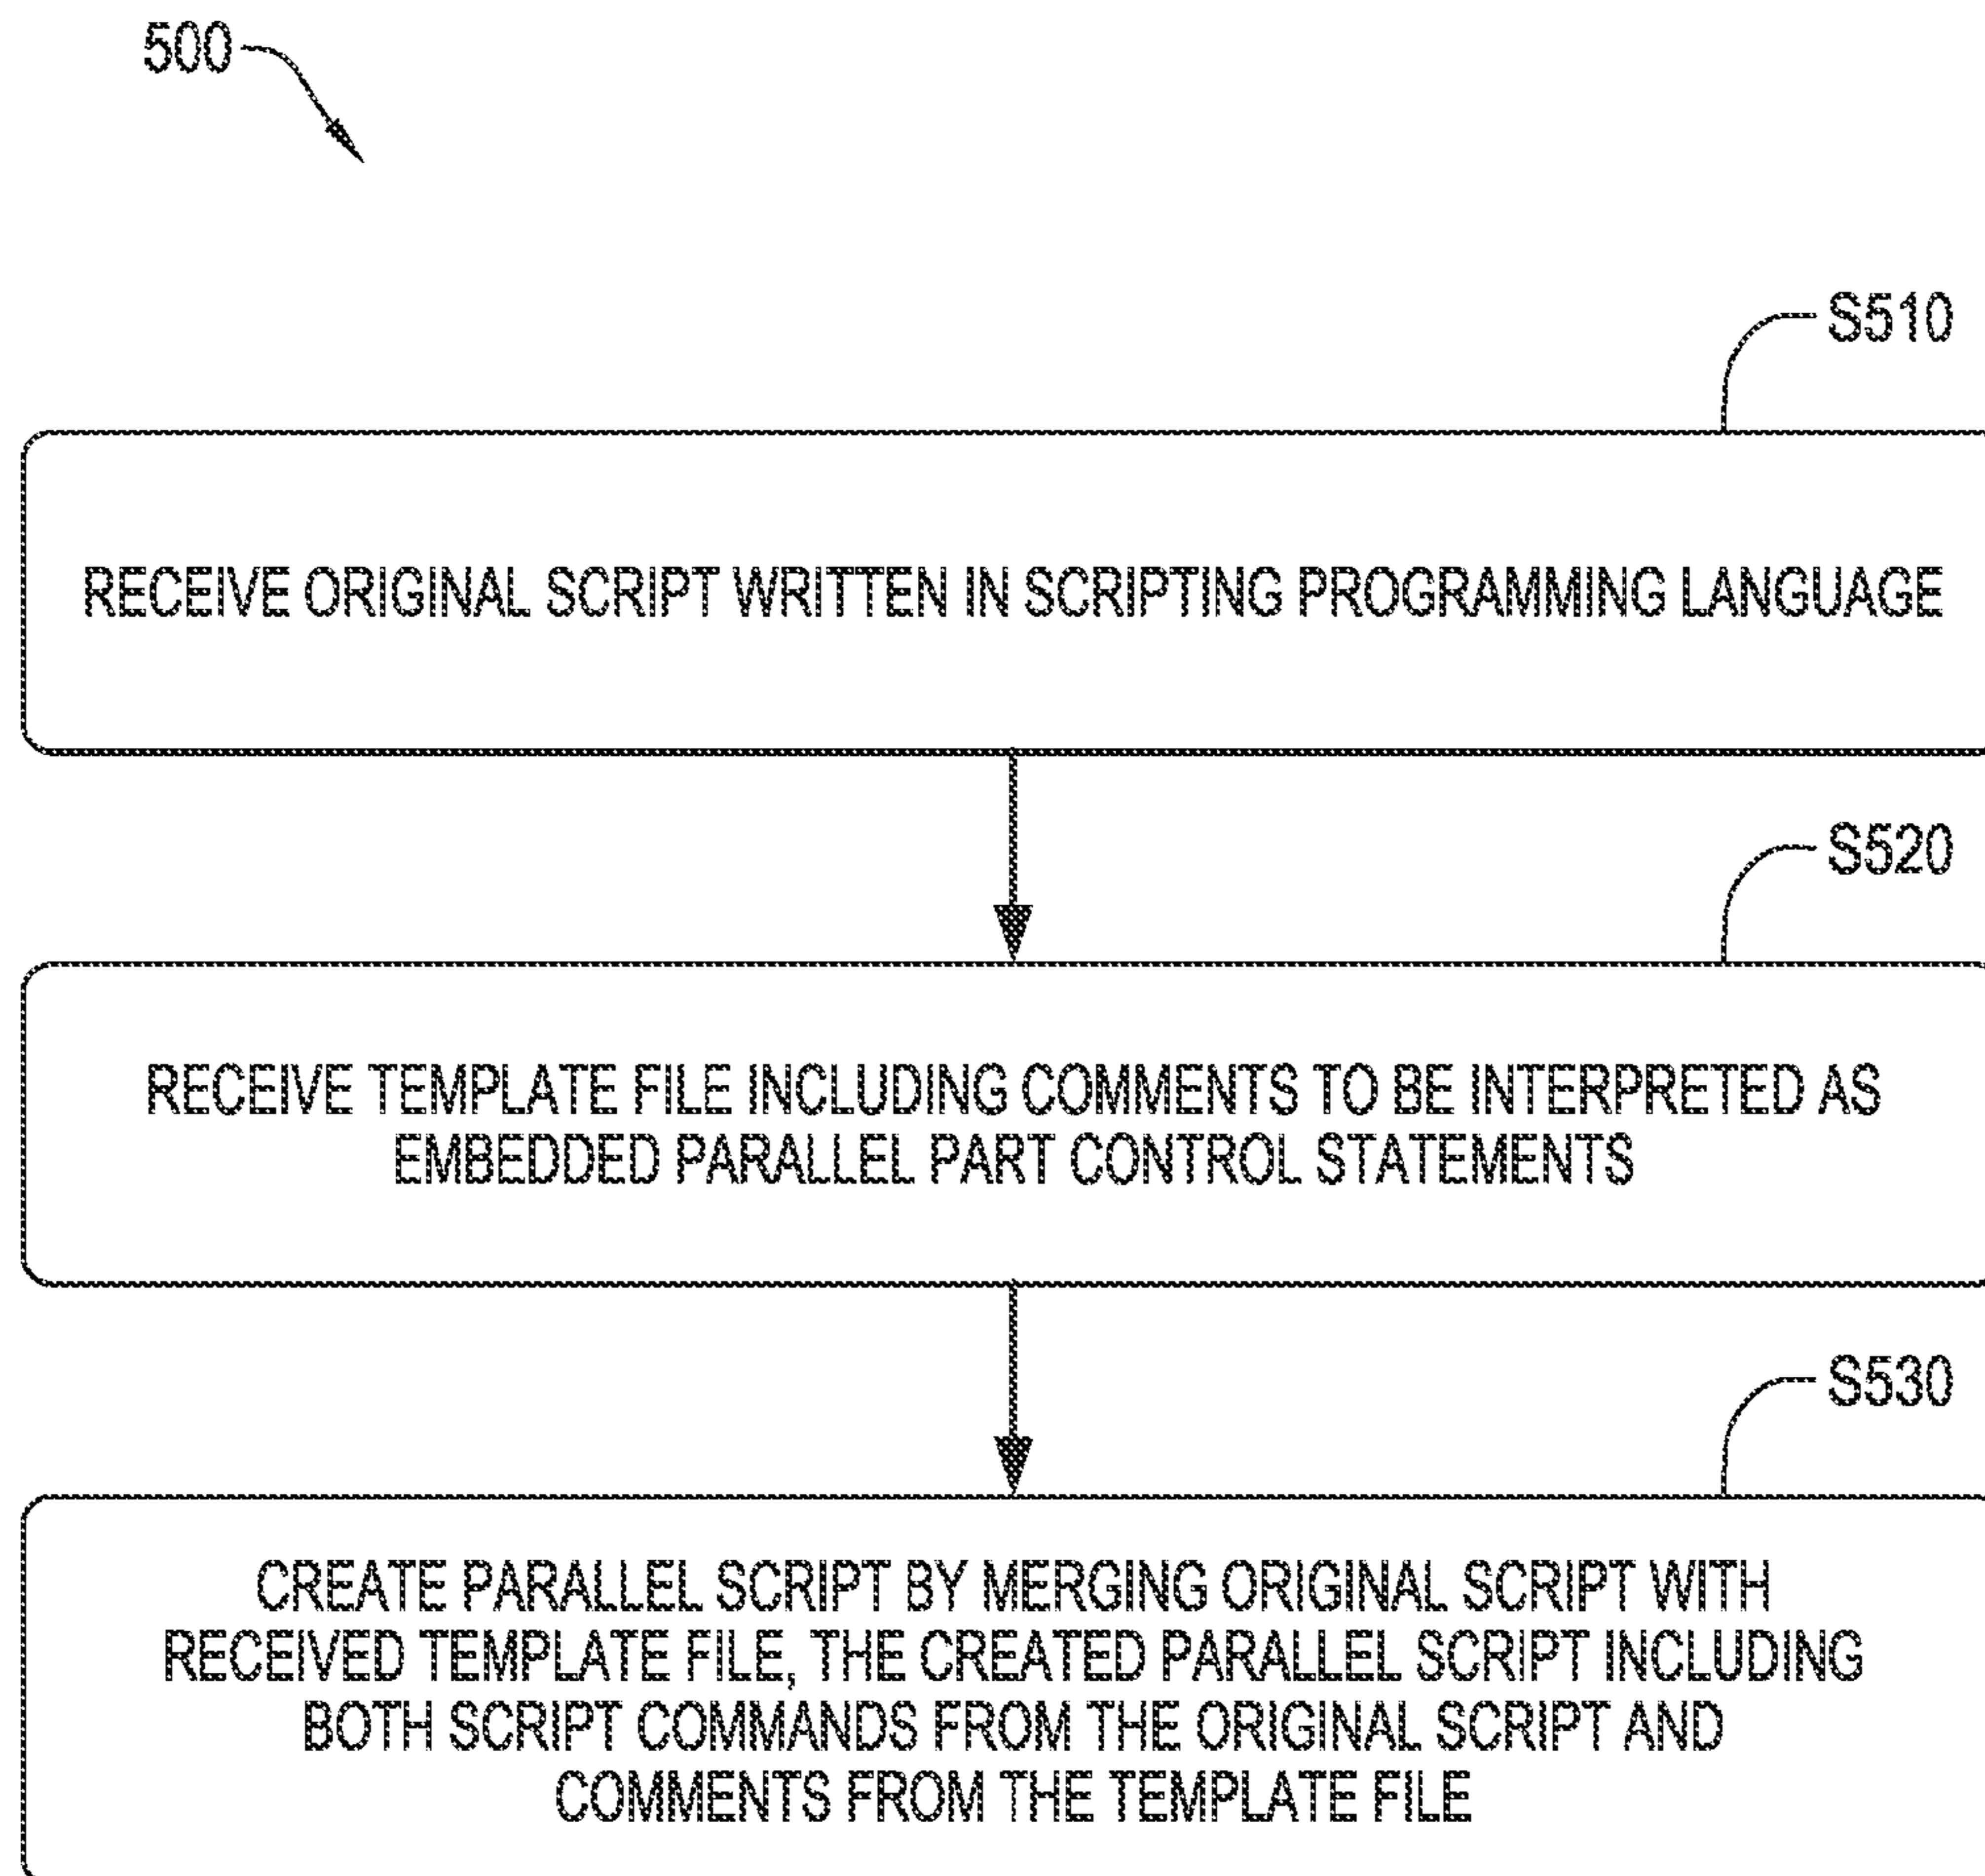 500
S510
RECEIVE ORIGINAL SCRIPT WRITTEN IN SCRIPTING PROGRAMMING LANGUAGE
S520
RECEIVE TEMPLATE FILE INCLUDING COMMENTS TO BE INTERPRETED AS
EMBEDDED PARALLEL PART CONTROL STATEMENTS
S530
CREATE PARALLEL SCRIPT BY MERGING ORIGINAL SCRIPT WITH
RECEIVED TEMPLATE FILE, THE CREATED PARALLEL SCRIPT INCLUDING
BOTH SCRIPT COMMANDS FROM THE ORIGINAL SCRIPT AND
COMMENTS FROM THE TEMPLATE FILE